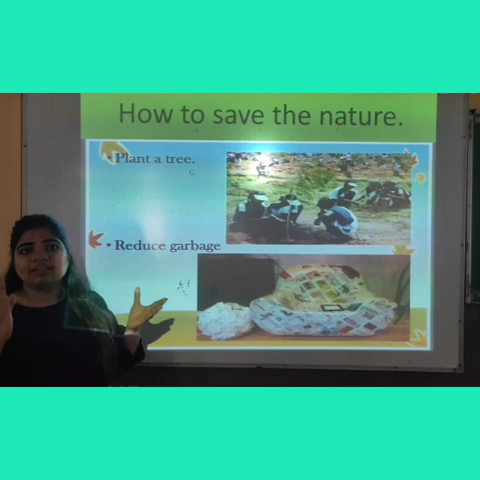 How to save the nature.
• Plant a tree.
• Reduce garbage